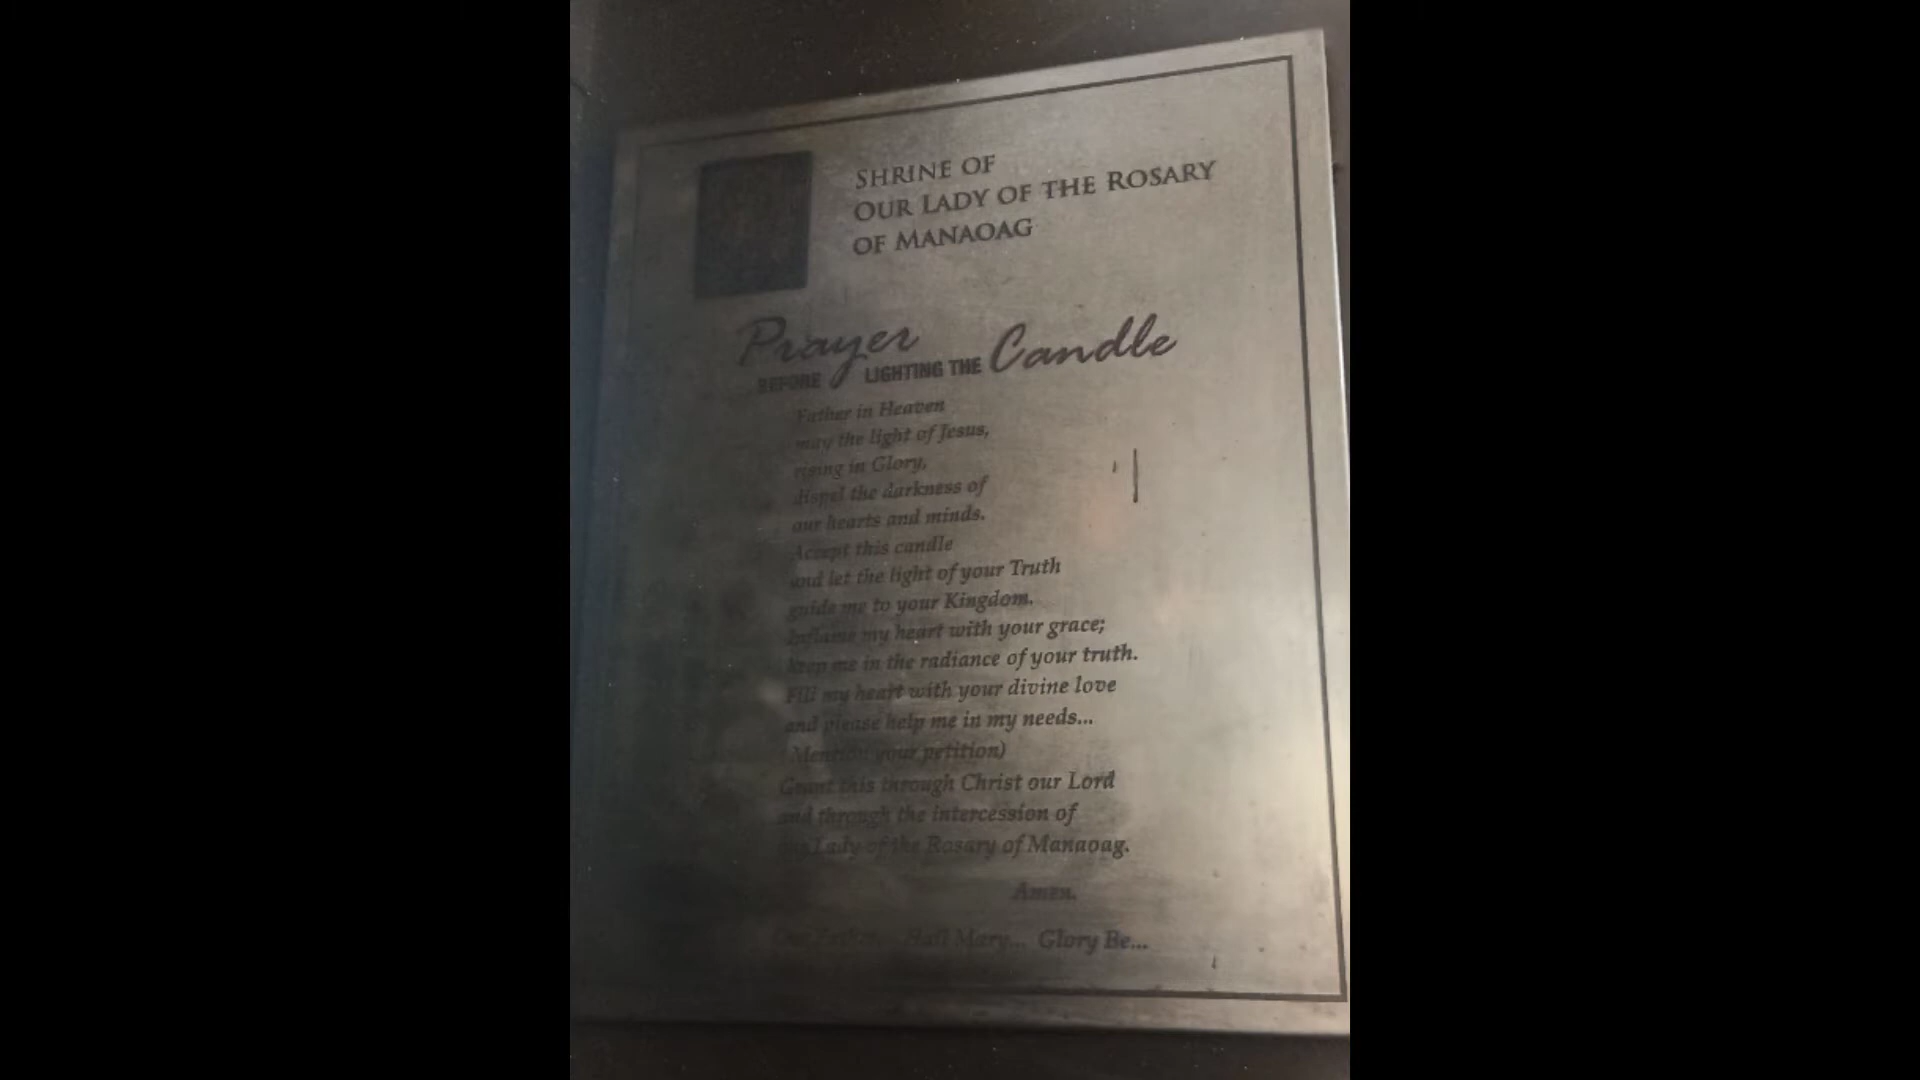 SHRINE OF
OUR LADY OF THE ROSARY
OF MANAOAG
Prayer
BEFORE LIGHTING THE Candle
Father in Heaven
may the light of Jesus,
rising in Glory,
dispel the darkness of
our hearts and minds.
Accept this candle
and let the light of your Truth
guide me to your Kingdom.
Inflame my heart with your grace;
keep me in the radiance of your truth.
Fill my heart with your divine love
and please help me in my needs...
(Mention your petition)
Grant this through Christ our Lord
and through the intercession of
Lady of the Rosary of Manaoag.
Amen.
Our Father... Hail Mary... Glory Be...